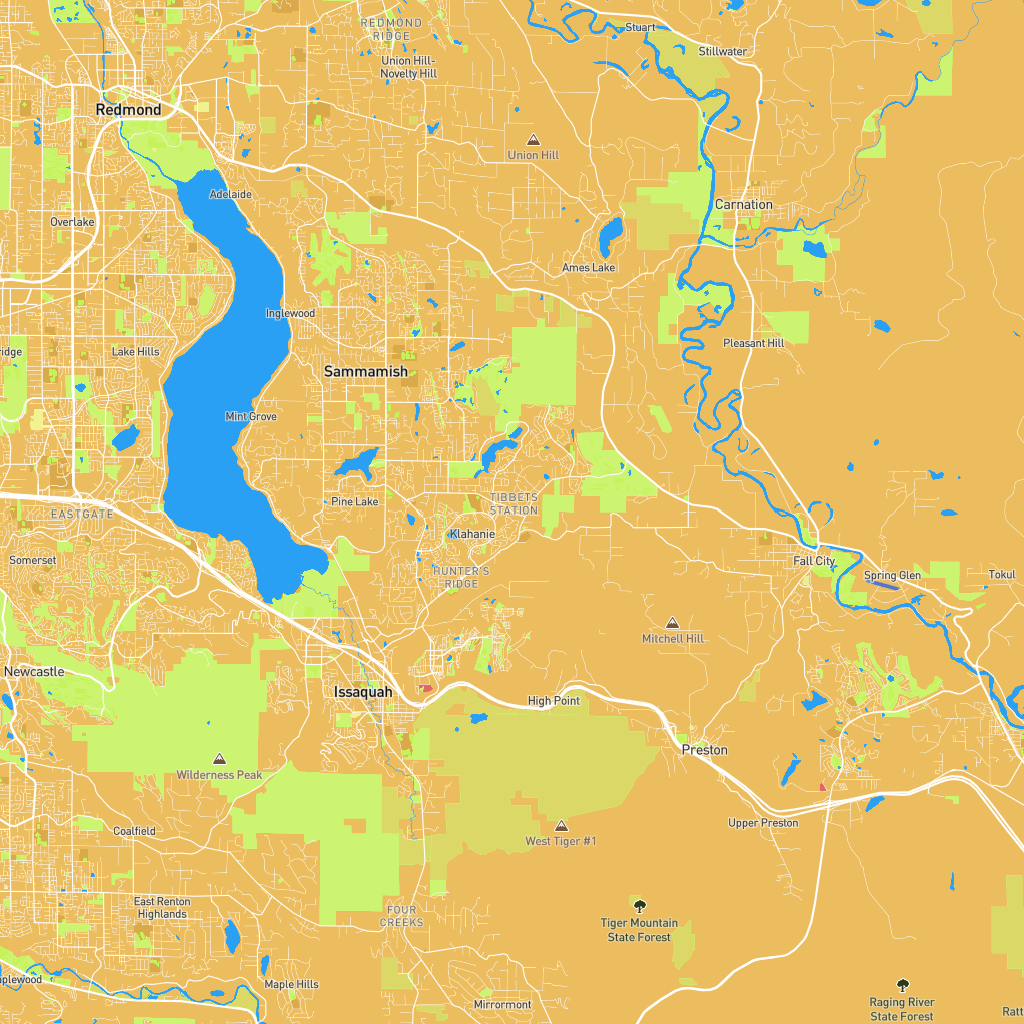 Stuart
REDMOND
RIDGE
Stillwater
Union Hill-
Novelty Hill
Redmond
Union Hill
Adelaide
Carnation
Overlake
Ames Lake
Inglewood
Pleasant Hill
ridge
Lake Hills
Sammamish
Mint Grove
Pine Lake
TIBBETS
STATION
EASTGATE
Klahanie
Somerset
Fall City
HUNTER'S
RIDGE
Spring Glen
Tokul
Mitchell Hill
Newcastle
Issaquah
High Point
Preston
Wilderness Peak
Coalfield
Upper Preston
West Tiger #1
East Renton
Highlands
FOUR
CREEKS
Tiger Mountain
State Forest
aplewood
Maple Hills
Mirrormont
Raging River
State Forest
Ratt